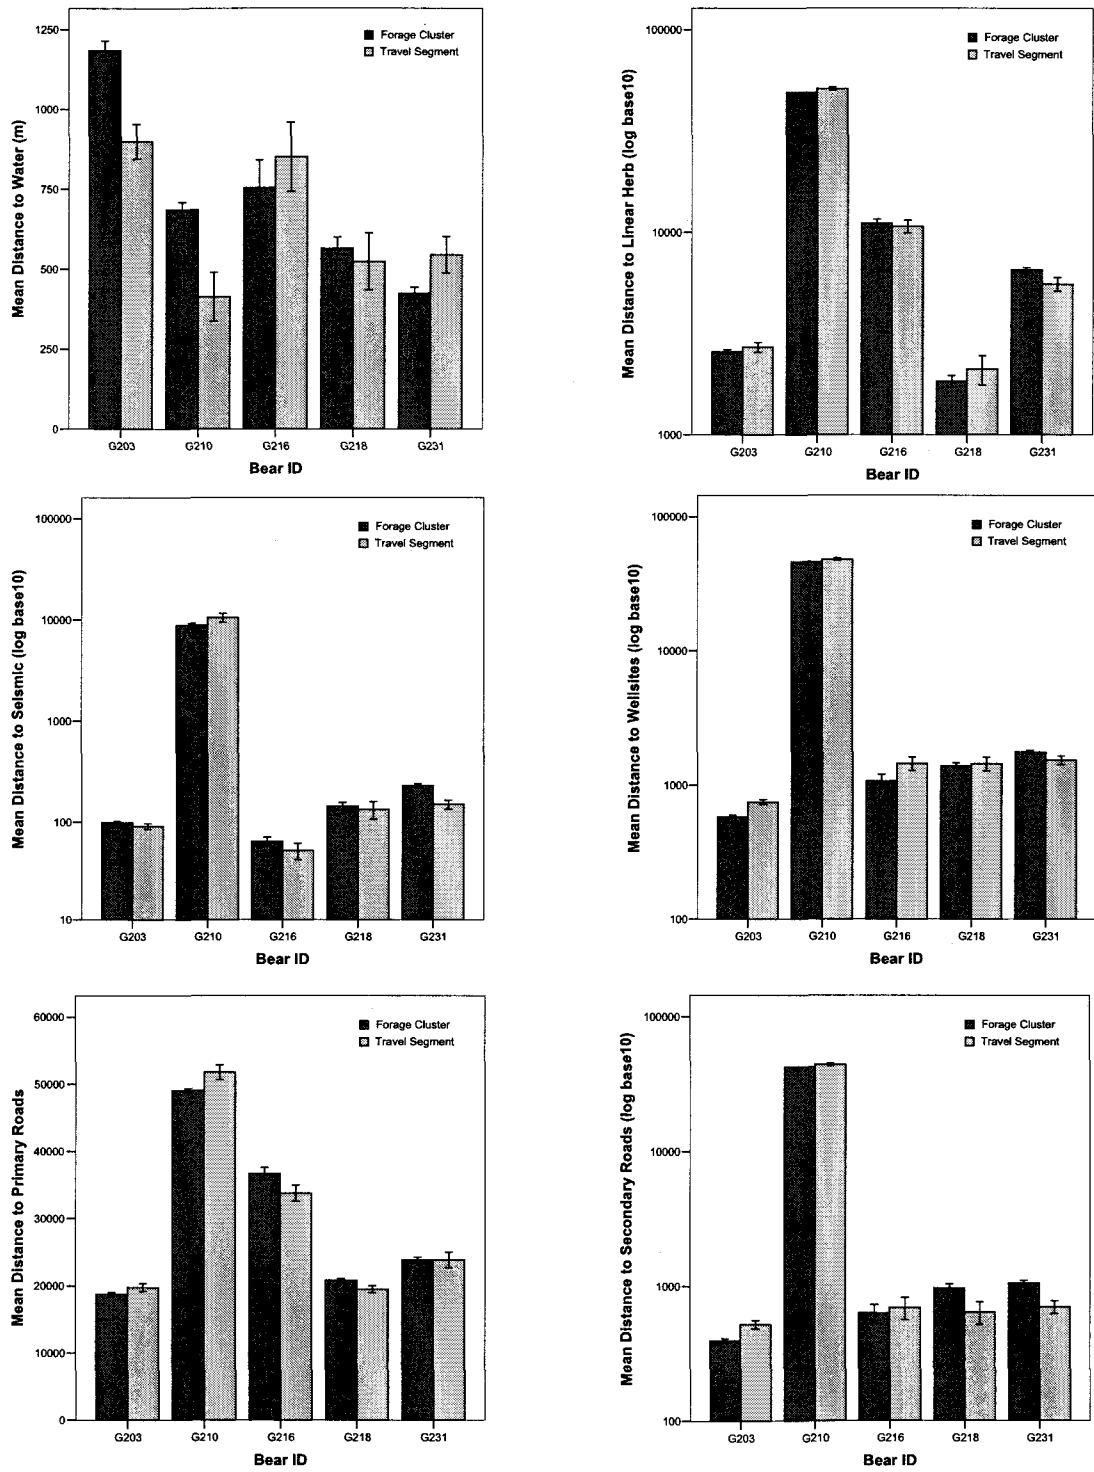 Mean Distance to Water (m)
1250
1000
750
500
250
0
Forage Cluster
Travel Segment
G203
G210
G216
G218
G231
Bear ID
Mean Distance to Linear Herb (log base10)
100000
10000
1000
Forage Cluster
Travel Segment
G203
G210
G216
G218
G231
Bear ID
Mean Distance to Seismic (log base10)
100000
10000
1000
100
10
Forage Cluster
Travel Segment
G203
G210
G216
G218
G231
Bear ID
Mean Distance to Wellsites (log base10)
100000
10000
1000
100
Forage Cluster
Travel Segment
G203
G210
G216
G218
G231
Bear ID
Mean Distance to Primary Roads
60000
50000
40000
30000
20000
10000
0
Forage Cluster
Travel Segment
G203
G210
G216
G218
G231
Bear ID
Mean Distance to Secondary Roads (log base10)
100000
10000
1000
100
Forage Cluster
Travel Segment
G203
G210
G216
G218
G231
Bear ID